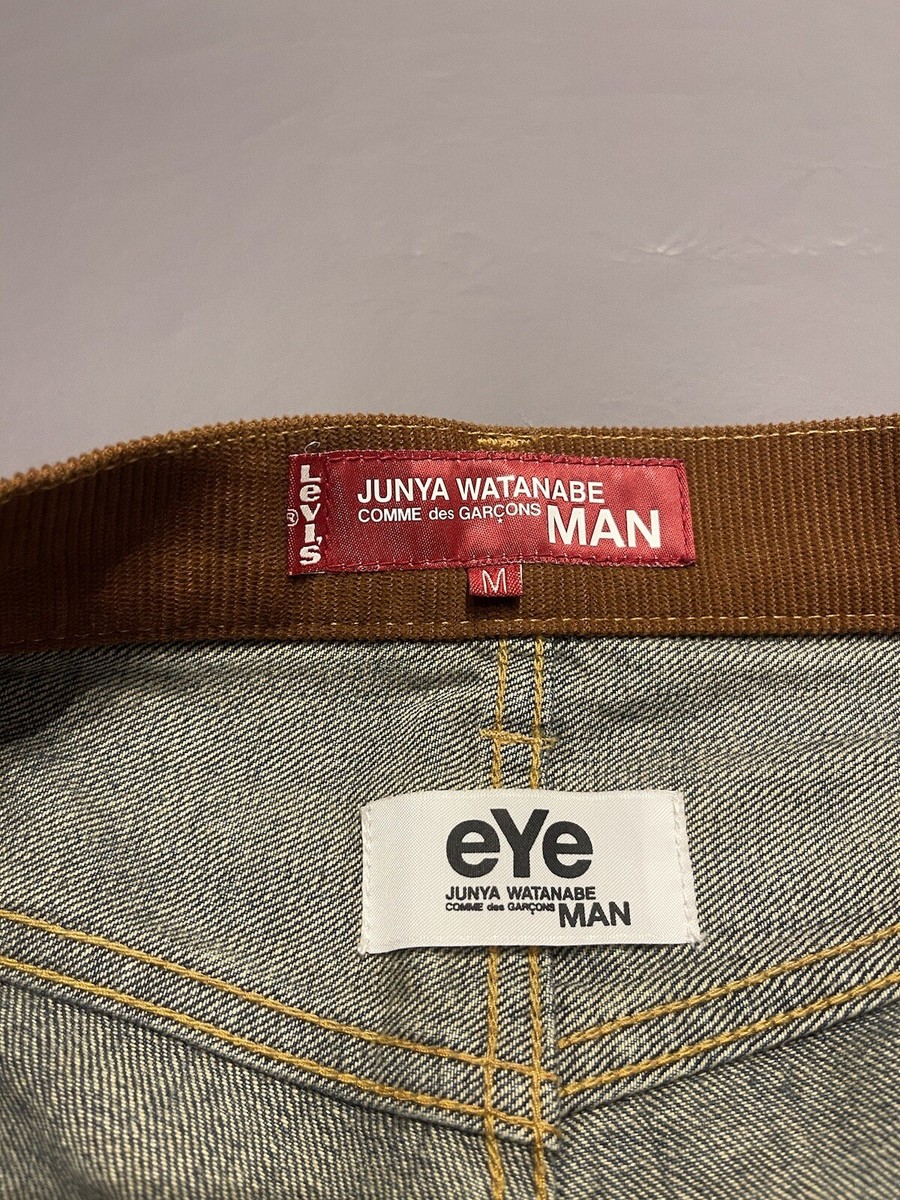 Levi's
®
JUNYA WATANABE
COMME des GARÇONS MAN
M
eYe
JUNYA WATANABE
COMME des GARÇONS MAN